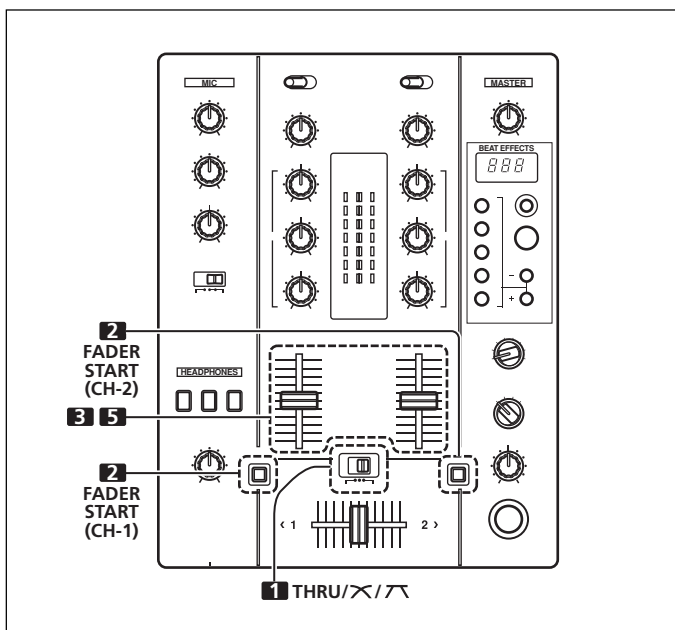 MIC
MASTER
BEAT EFFECTS
888
−
+
2
FADER
START
(CH-2)
HEADPHONES
3 5
2
FADER
START
(CH-1)
‹ 1
2 ›
1 THRU/